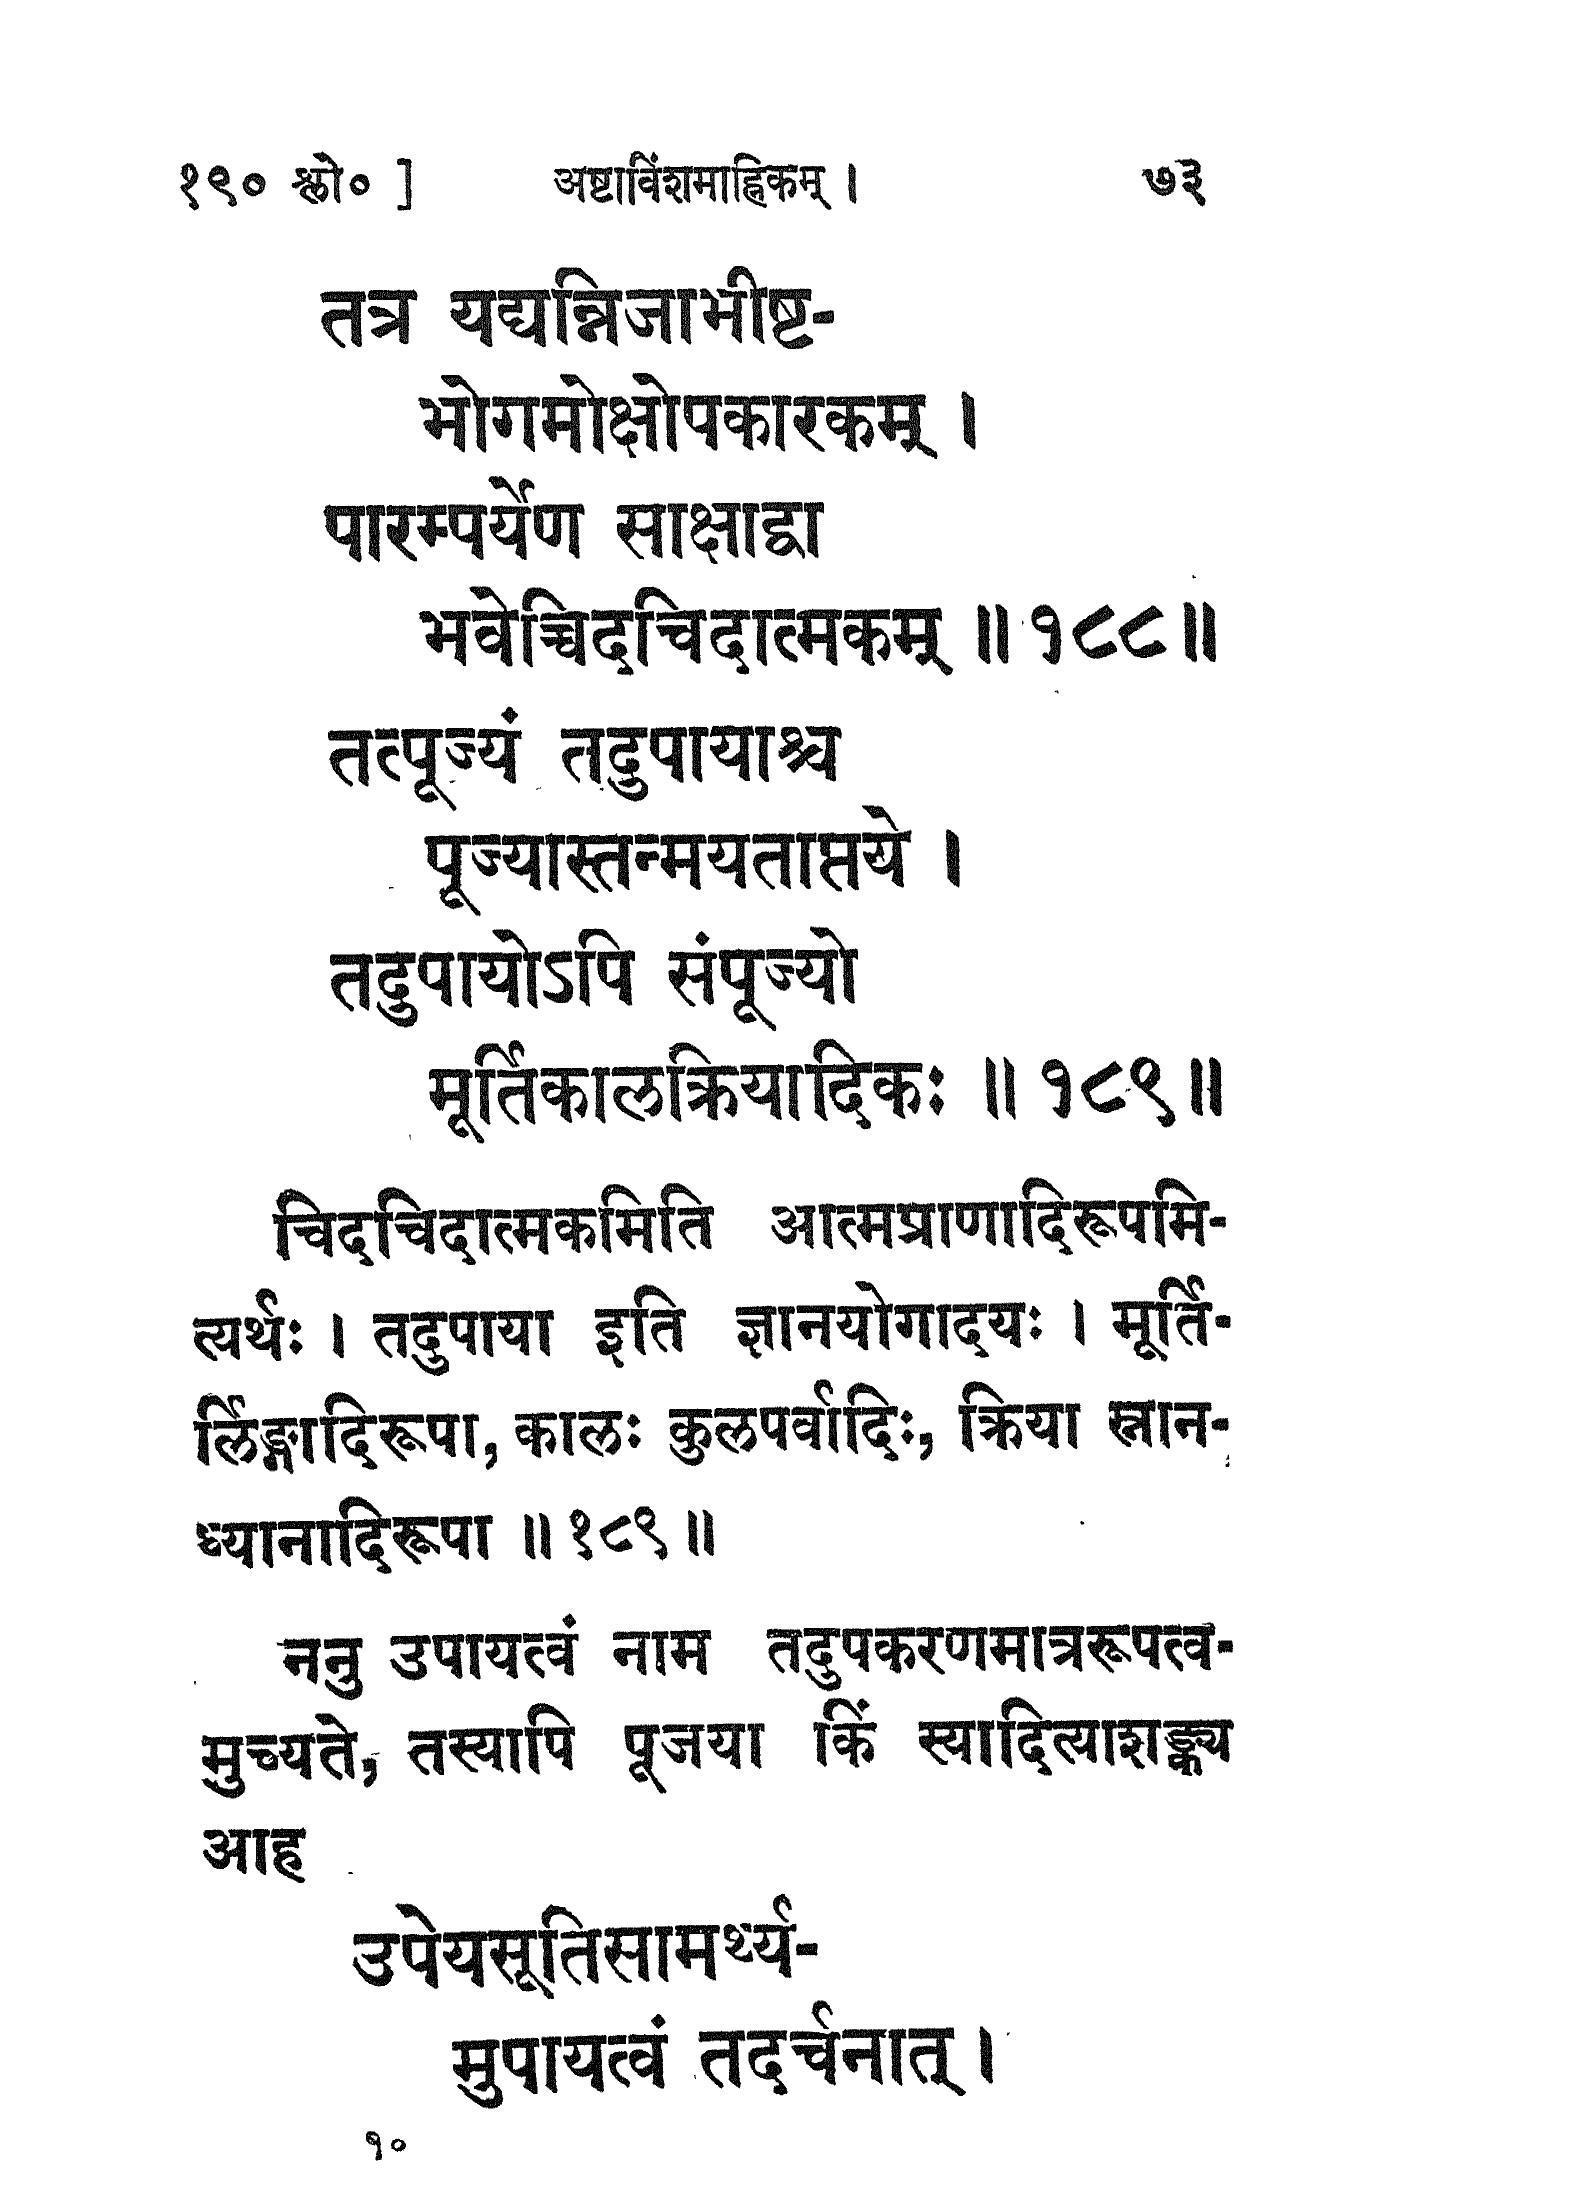 १९० श्लो० ] अष्टाविंशमाह्निकम् । ७३
तत्र यद्यन्निजाभीष्ट-
भोगमोक्षोपकारकम् ।
पारम्पर्येण साक्षाद्वा
भवेच्चिदचिदात्मकम् ॥ १८८॥
तत्पूज्यं तदुपायाश्च
पूज्यास्तन्मयताप्तये ।
तदुपायोऽपि संपूज्यो
मूर्तिकालक्रियादिकः ॥ १८९॥
चिदचिदात्मकमिति आत्मप्राणादिरूपमि-
त्यर्थः । तदुपाया इति ज्ञानयोगादयः । मूर्ति-
र्लिङ्गादिरूपा, कालः कुलपर्वादिः, क्रिया स्नान-
ध्यानादिरूपा ॥ १८९ ॥
ननु उपायत्वं नाम तदुपकरणमात्ररूपत्व-
मुच्यते, तस्यापि पूजया किं स्यादित्याशङ्क्य
आह
उपेयसूतिसामर्थ्य-
मुपायत्वं तदर्चनात् ।
१०